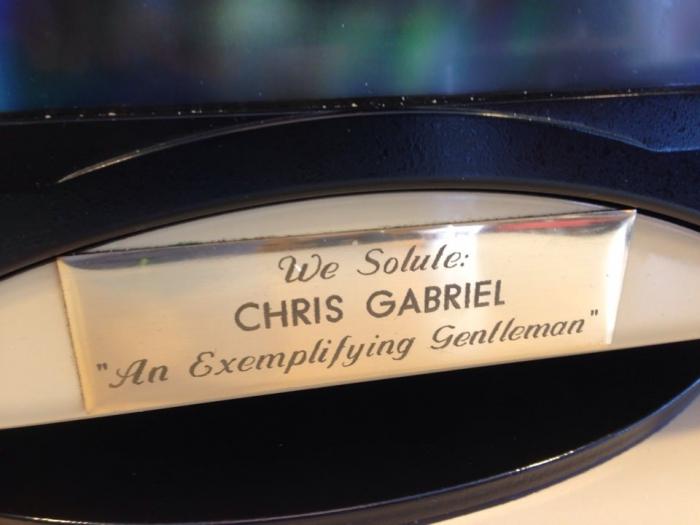 We Solute:
CHRIS GABRIEL
"An Exemplifying Gentleman"